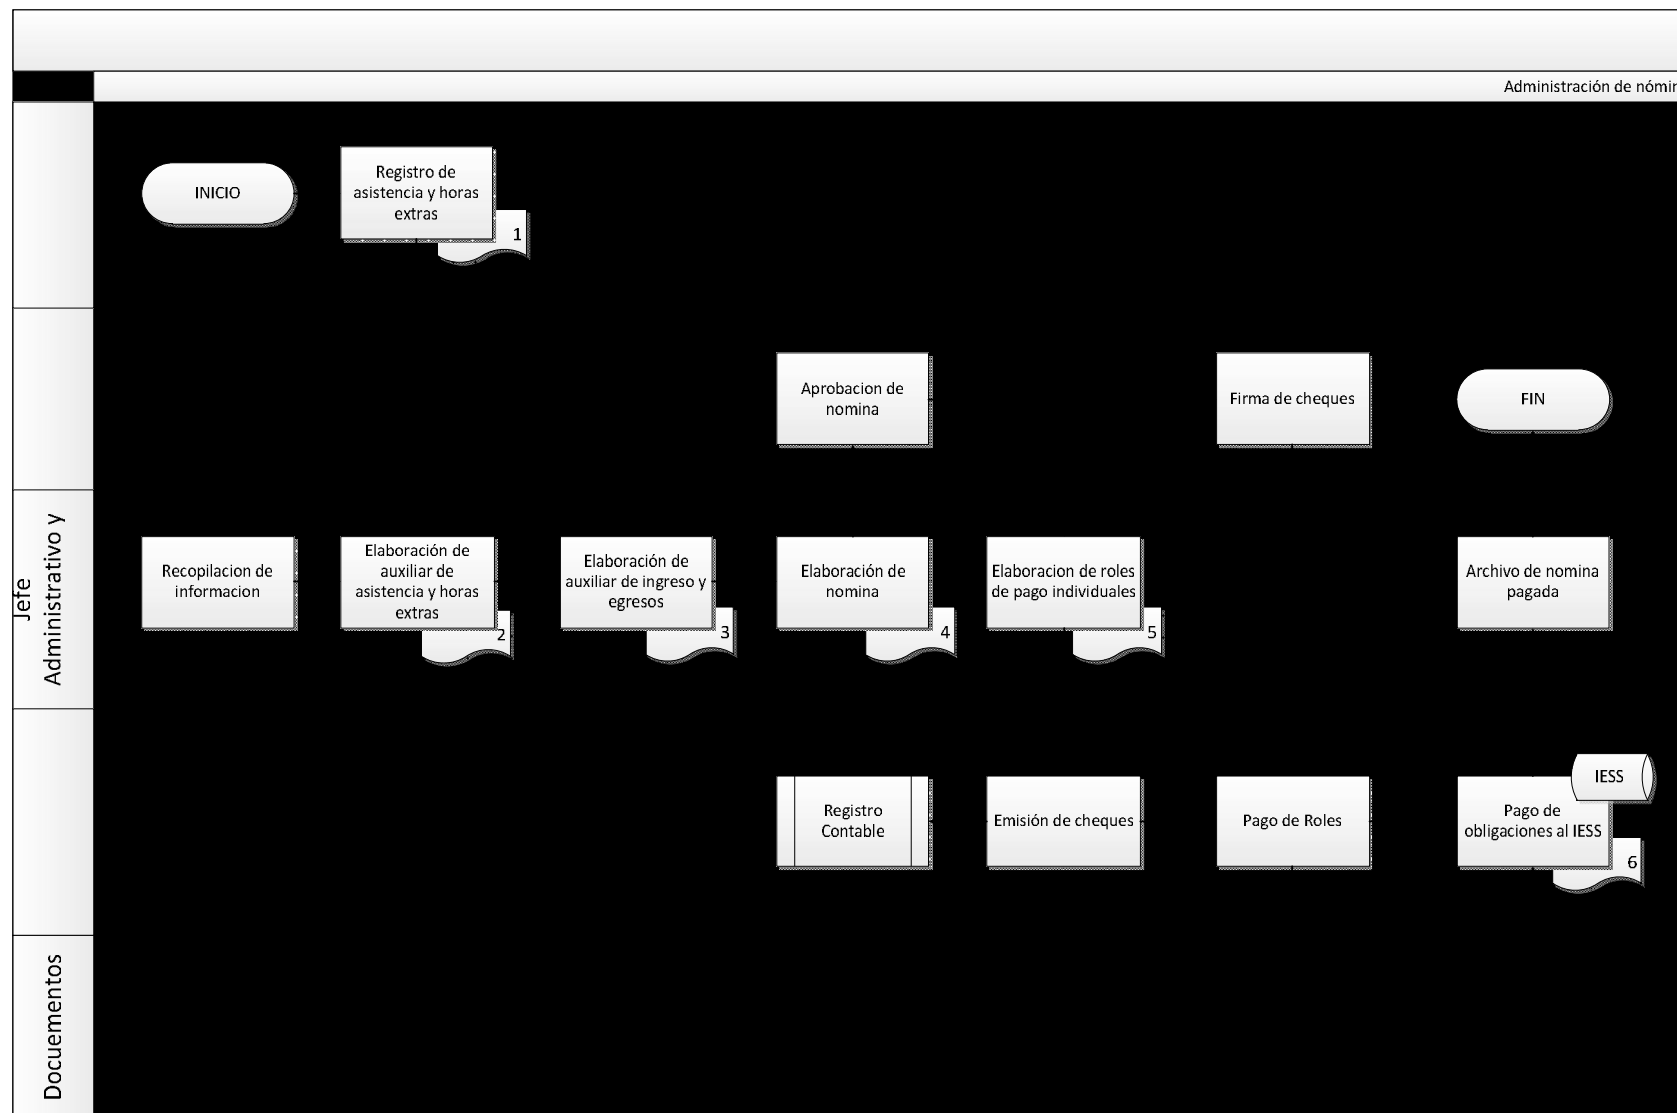 Administración de nómin
INICIO
Registro de
asistencia y horas
extras
1
Aprobacion de
nomina
Firma de cheques
FIN
Jefe
Administrativo y
Recopilacion de
informacion
Elaboración de
auxiliar de
asistencia y horas
extras
2
Elaboración de
auxiliar de ingreso y
egresos
3
Elaboración de
nomina
4
Elaboracion de roles
de pago individuales
5
Archivo de nomina
pagada
Registro
Contable
Emisión de cheques
Pago de Roles
IESS
Pago de
obligaciones al IESS
6
Docuementos